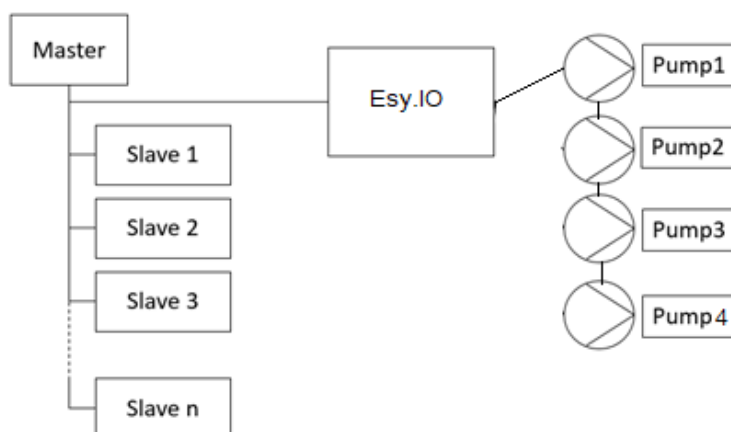 Master
Esy.IO
Pump1
Pump2
Pump3
Pump4
Slave 1
Slave 2
Slave 3
Slave n